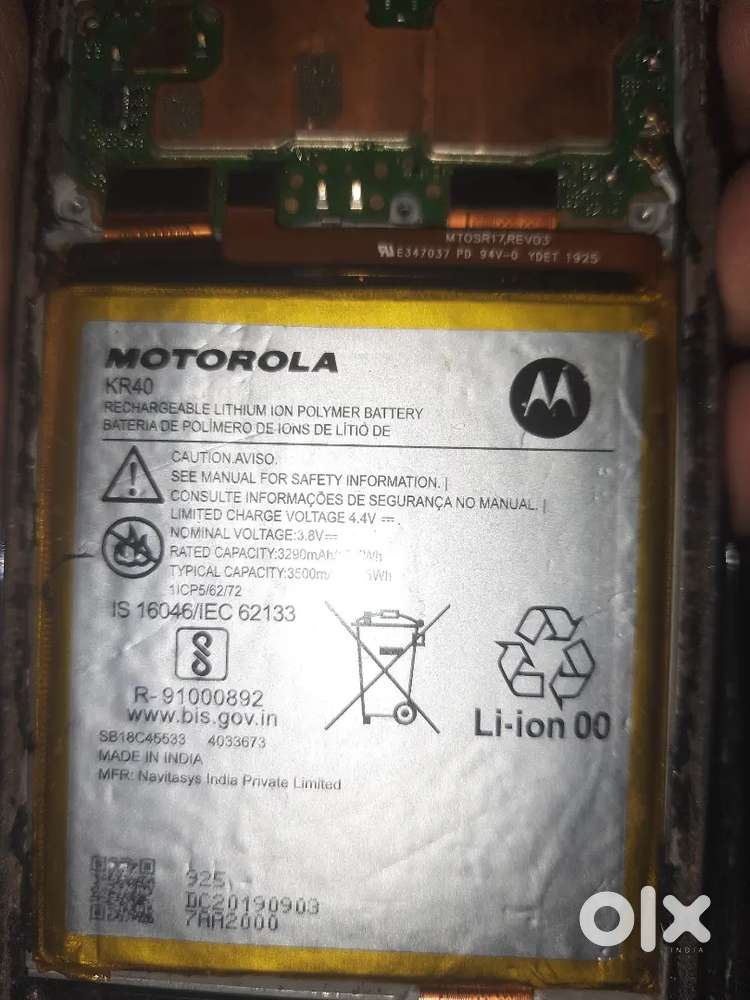 MT0SR17,REV03
E347037 PD 94V-0 YDET 1925
MOTOROLA
KR40
RECHARGEABLE LITHIUM ION POLYMER BATTERY
BATERIA DE POLÍMERO DE IONS DE LÍTIO DE
CAUTION.AVISO.
SEE MANUAL FOR SAFETY INFORMATION. |
CONSULTE INFORMAÇÕES DE SEGURANÇA NO MANUAL. |
LIMITED CHARGE VOLTAGE 4.4V
NOMINAL VOLTAGE:3.8V
RATED CAPACITY:3290mAh
TYPICAL CAPACITY:3500m
1ICP5/62/72
IS 16046/IEC 62133
R- 91000892
www.bis.gov.in
Li-ion 00
SB18C45533 4033673
MADE IN INDIA
MFR: Navitasys India Private Limited
925
DC20190903
7AA2000
olx
INDIA